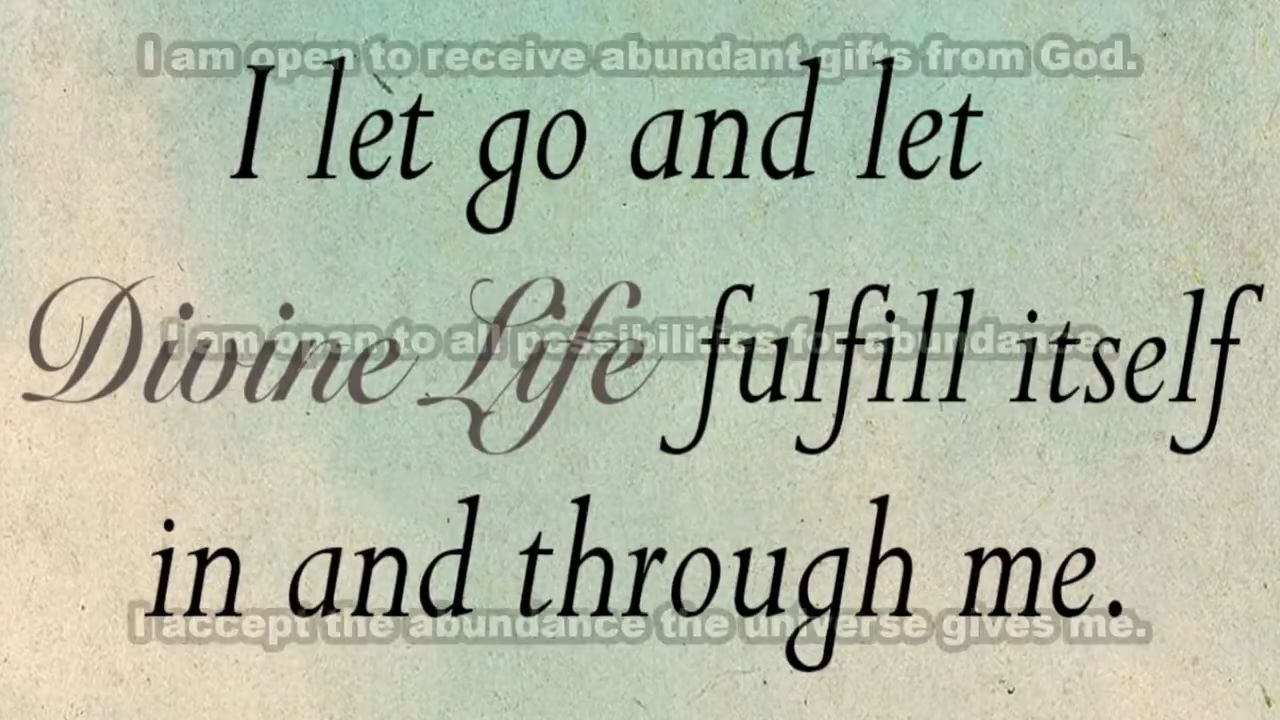 I am open to receive abundant gifts from God.
I let go and let
I am open to all possibilities for abundance.
Divine Life fulfill itself
in and through me.
I accept the abundance the universe gives me.